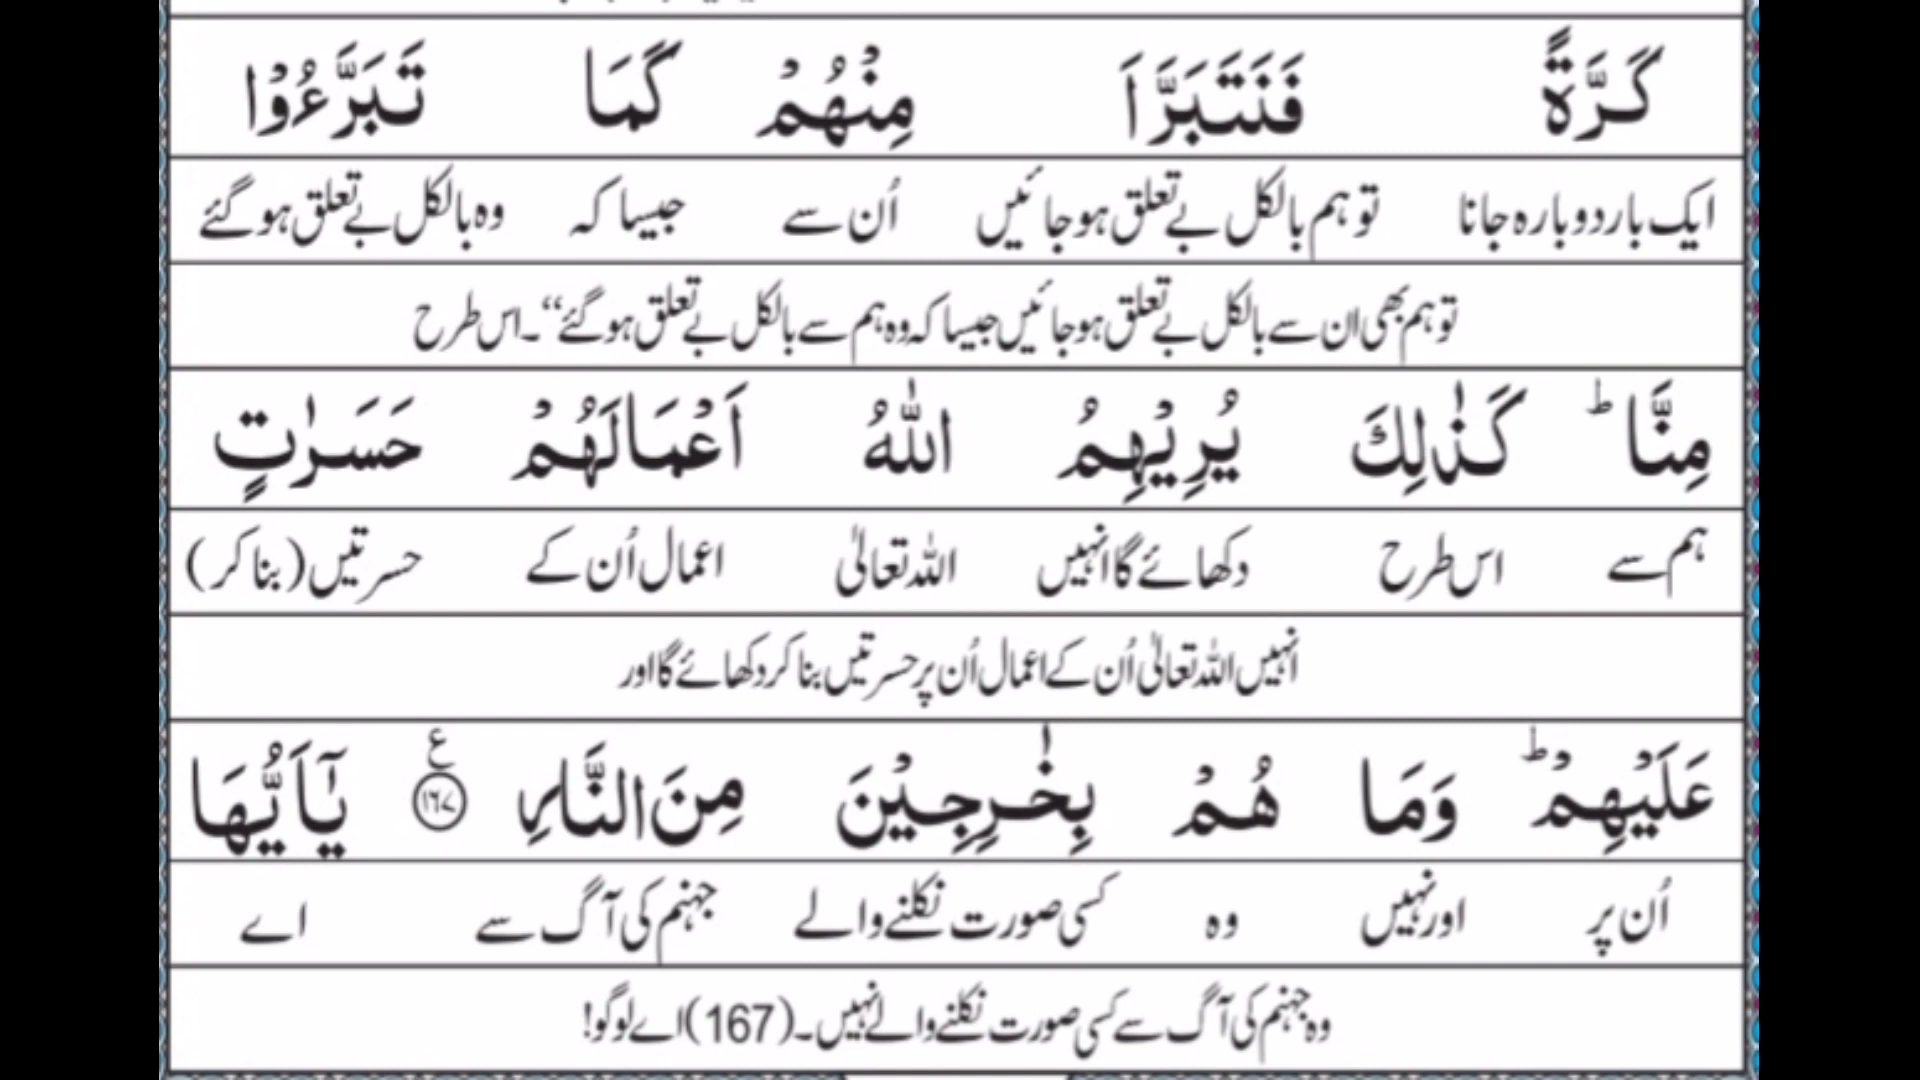 كَرَّةً فَنَتَبَرَّاَ مِنْهُمْ كَمَا تَبَرَّءُوْا
ایک بار دوبارہ جانا تو ہم بالکل بے تعلق ہو جائیں اُن سے جیسا کہ وہ بالکل بے تعلق ہو گئے
تو ہم بھی ان سے بالکل بے تعلق ہو جائیں جیسا کہ وہ ہم سے بالکل بے تعلق ہو گئے“۔ اس طرح
مِنَّا ؕ كَذٰلِكَ يُرِيْهِمُ اللّٰهُ اَعْمَالَهُمْ حَسَرٰتٍ
ہم سے اس طرح دکھائے گا انہیں اللہ تعالیٰ اعمال اُن کے حسرتیں (بنا کر)
انہیں اللہ تعالیٰ اُن کے اعمال اُن پر حسرتیں بنا کر دکھائے گا اور
عَلَيْهِمْ ؕ وَمَا هُمْ بِخٰرِجِيْنَ مِنَ النَّارِ ع ۱۶۷ يٰۤاَيُّهَا
اُن پر اور نہیں وہ کسی صورت نکلنے والے جہنم کی آگ سے اے
وہ جہنم کی آگ سے کسی صورت نکلنے والے نہیں۔ (167) اے لوگو!